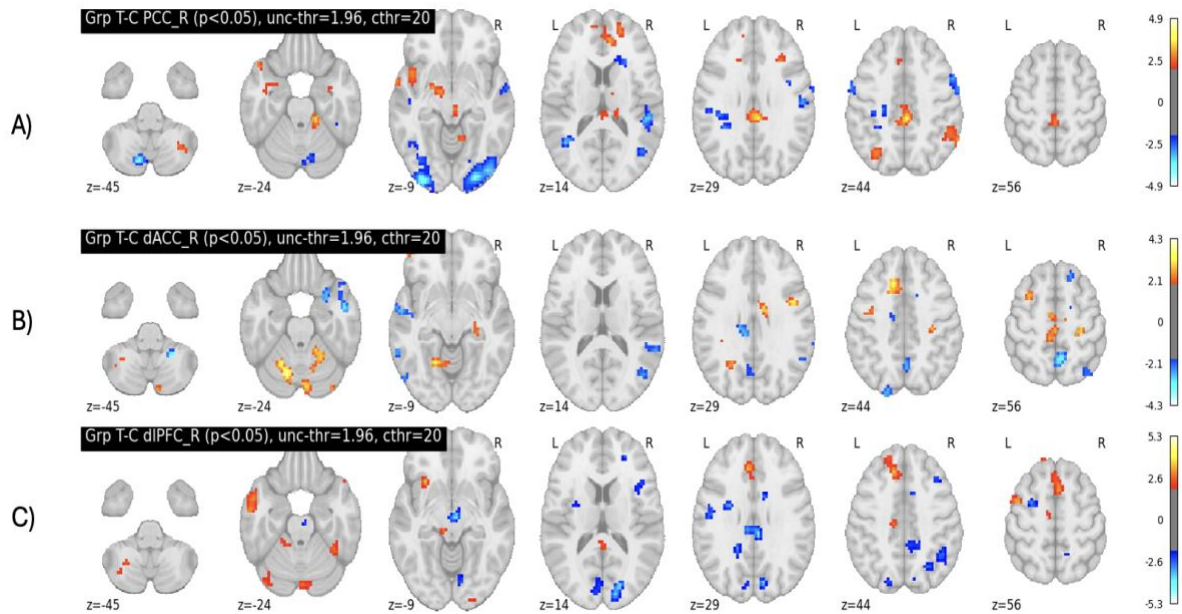 Grp T-C PCC_R (p<0.05), unc-thr=1.96, cthr=20
R L R L R L R
4.9
2.5
0
-2.5
-4.9
A)
z=-45 z=-24 z=-9 z=14 z=29 z=44 z=56
Grp T-C dACC_R (p<0.05), unc-thr=1.96, cthr=20
R L R L R L R
4.3
2.1
0
-2.1
-4.3
B)
z=-45 z=-24 z=-9 z=14 z=29 z=44 z=56
Grp T-C dlPFC_R (p<0.05), unc-thr=1.96, cthr=20
R L R L R L R
5.3
2.6
0
-2.6
-5.3
C)
z=-45 z=-24 z=-9 z=14 z=29 z=44 z=56